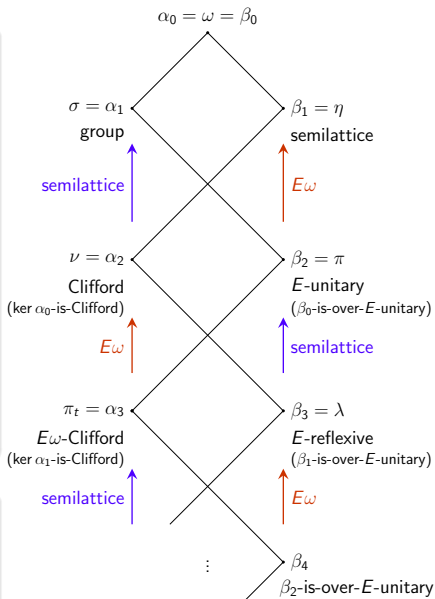 α₀ = ω = β₀
σ = α₁
β₁ = η
group
semilattice
semilattice
Eω
ν = α₂
β₂ = π
Clifford
E-unitary
(ker α₀-is-Clifford)
(β₀-is-over-E-unitary)
Eω
semilattice
πₜ = α₃
β₃ = λ
Eω-Clifford
E-reflexive
(ker α₁-is-Clifford)
(β₁-is-over-E-unitary)
semilattice
Eω
⋮
β₄
β₂-is-over-E-unitary